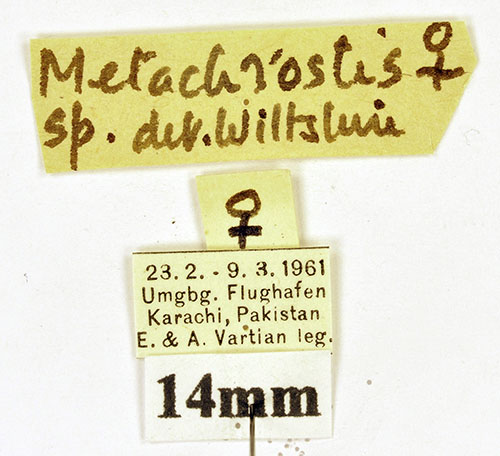 Metachrostis ♀
sp. det. Wiltshire
♀
23.2. - 9.3.1961
Umgbg. Flughafen
Karachi, Pakistan
E. & A. Vartian leg.
14mm